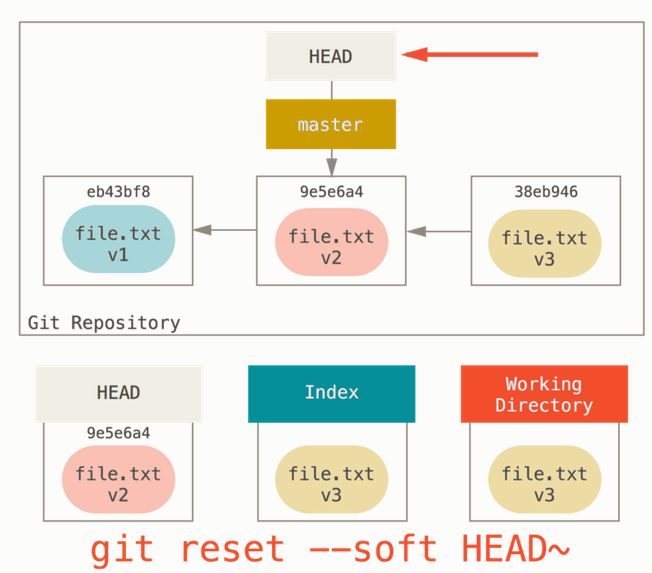 HEAD
master
eb43bf8
9e5e6a4
38eb946
file.txt
v1
file.txt
v2
file.txt
v3
Git Repository
HEAD
Index
Working
Directory
9e5e6a4
file.txt
v2
file.txt
v3
file.txt
v3
git reset --soft HEAD~